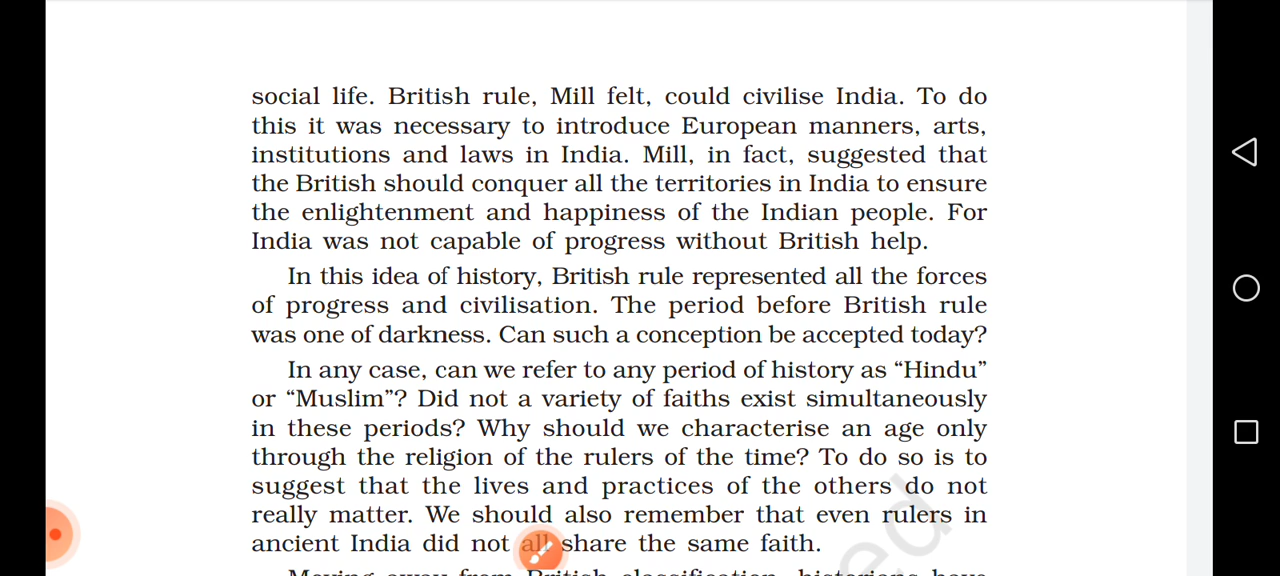 social life. British rule, Mill felt, could civilise India. To do
this it was necessary to introduce European manners, arts,
institutions and laws in India. Mill, in fact, suggested that
the British should conquer all the territories in India to ensure
the enlightenment and happiness of the Indian people. For
India was not capable of progress without British help.
In this idea of history, British rule represented all the forces
of progress and civilisation. The period before British rule
was one of darkness. Can such a conception be accepted today?
In any case, can we refer to any period of history as “Hindu”
or “Muslim”? Did not a variety of faiths exist simultaneously
in these periods? Why should we characterise an age only
through the religion of the rulers of the time? To do so is to
suggest that the lives and practices of the others do not
really matter. We should also remember that even rulers in
ancient India did not all share the same faith.
Moving away from British classification, historians have
ed